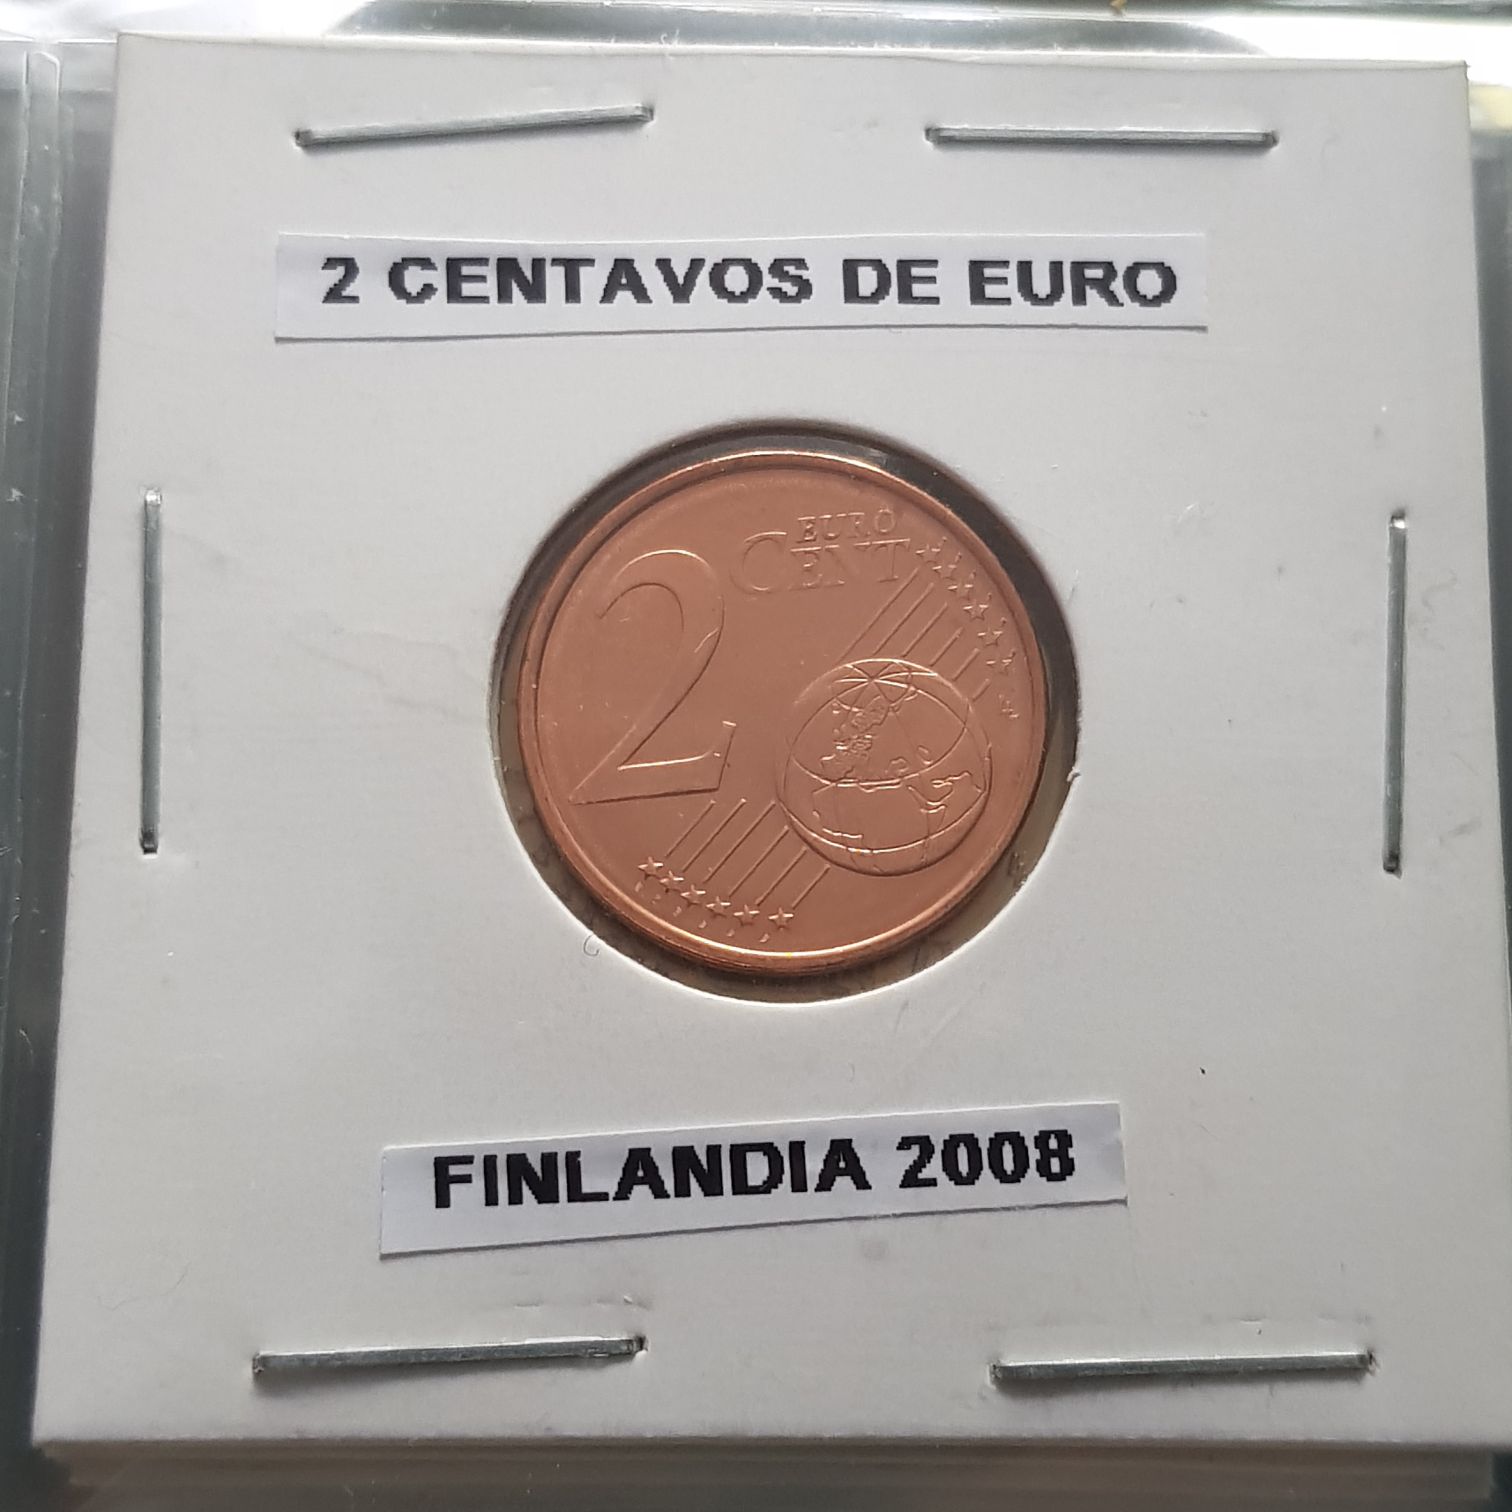 2 CENTAVOS DE EURO
2 EURO
CENT
FINLANDIA 2008